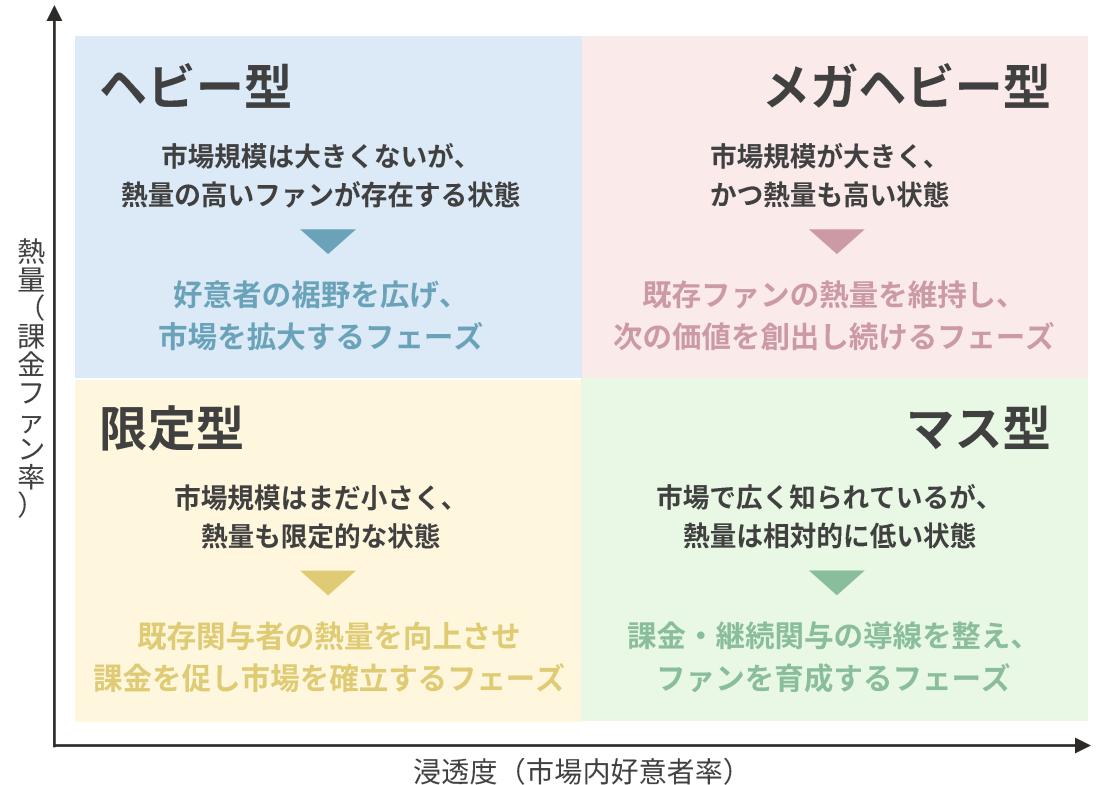 ヘビー型
市場規模は大きくないが、
熱量の高いファンが存在する状態
好意者の裾野を広げ、
市場を拡大するフェーズ
メガヘビー型
市場規模が大きく、
かつ熱量も高い状態
既存ファンの熱量を維持し、
次の価値を創出し続けるフェーズ
熱量（課金ファン率）
限定型
市場規模はまだ小さく、
熱量も限定的な状態
既存関与者の熱量を向上させ
課金を促し市場を確立するフェーズ
マス型
市場で広く知られているが、
熱量は相対的に低い状態
課金・継続関与の導線を整え、
ファンを育成するフェーズ
浸透度（市場内好意者率）